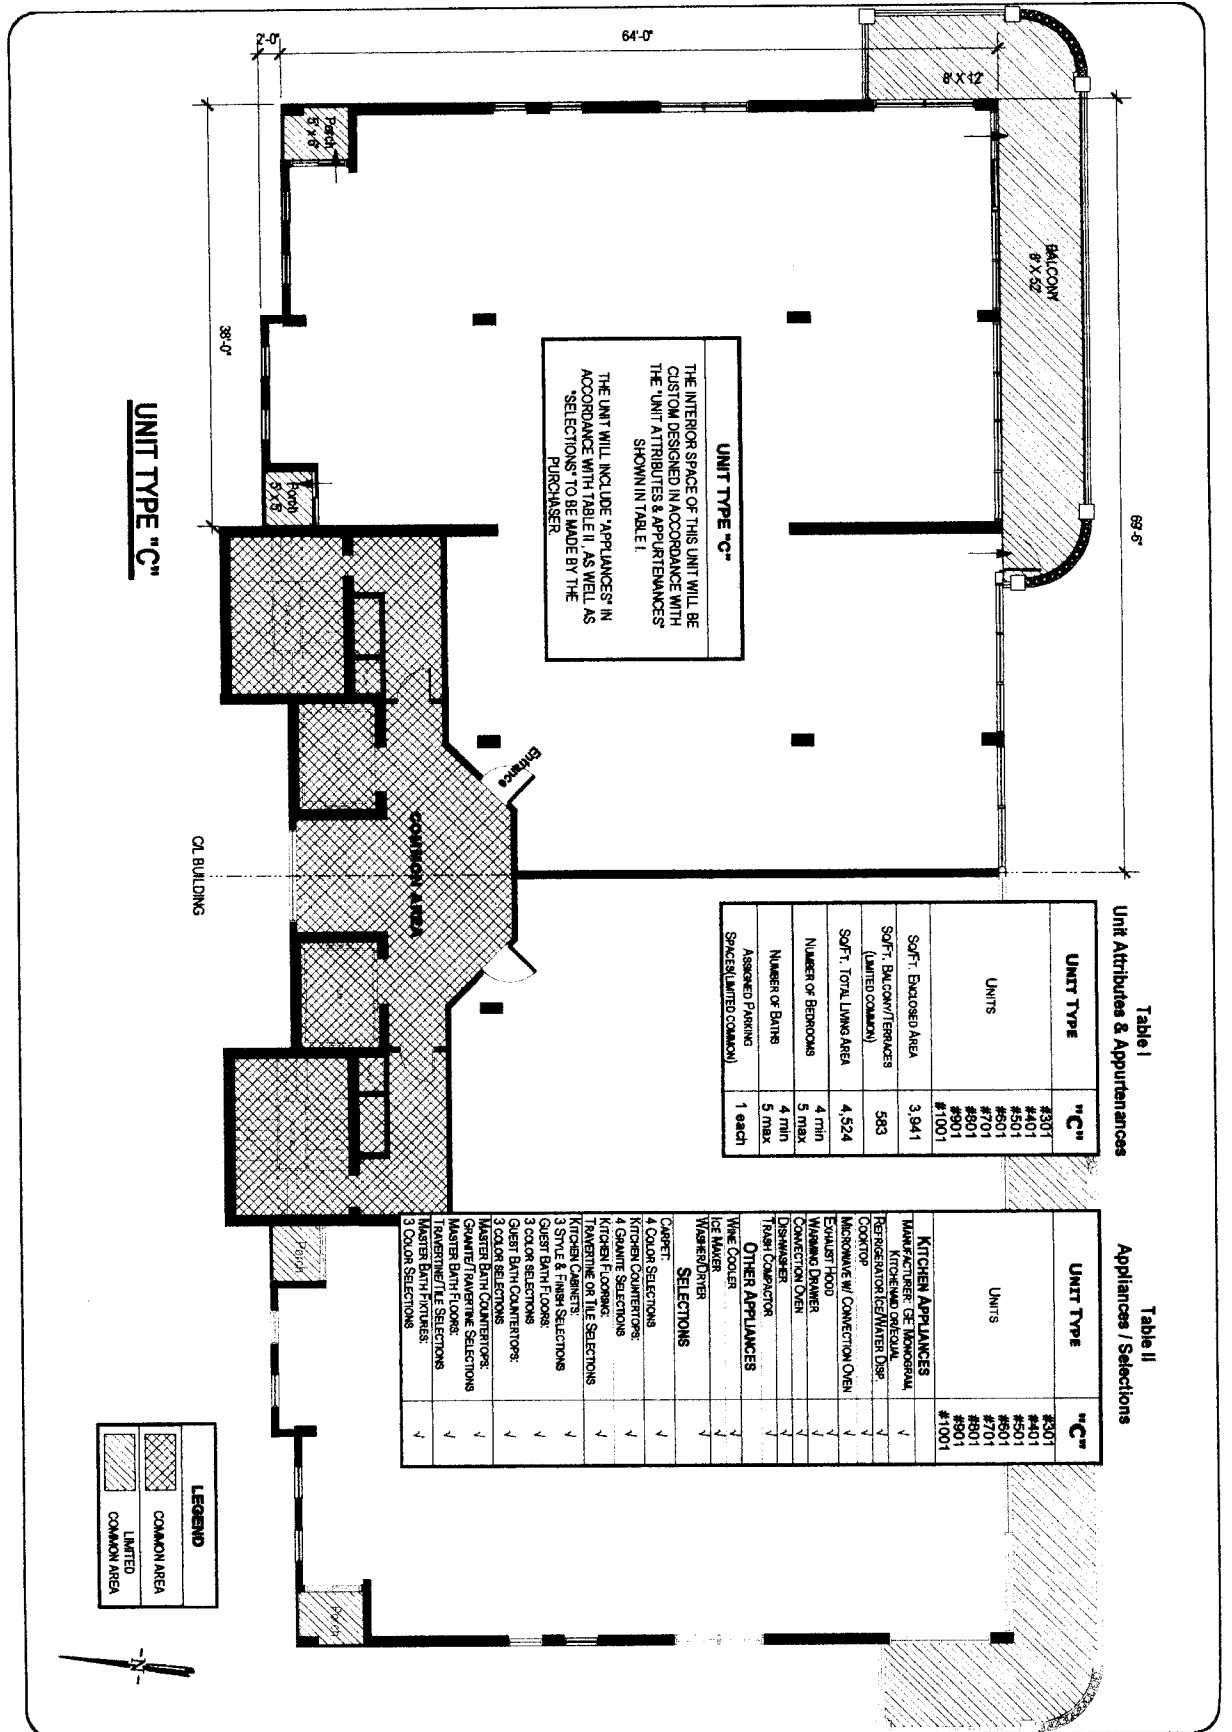 2'-0"
64'-0"
8' X 12'
Porch
5' x 6'
BALCONY
8' X 52'
38'-0"
69'-6"
Porch
5' x 5'
UNIT TYPE "C"
THE INTERIOR SPACE OF THIS UNIT WILL BE
CUSTOM DESIGNED IN ACCORDANCE WITH
THE "UNIT ATTRIBUTES & APPURTENANCES"
SHOWN IN TABLE I.
THE UNIT WILL INCLUDE "APPLIANCES" IN
ACCORDANCE WITH TABLE II, AS WELL AS
"SELECTIONS" TO BE MADE BY THE
PURCHASER.
UNIT TYPE "C"
Entrance
COMMON AREA
C/L BUILDING
Table I
Unit Attributes & Appurtenances
UNIT TYPE "C"
UNITS #301
#401
#501
#601
#701
#801
#901
#1001
SQ/FT. ENCLOSED AREA 3,941
SQ/FT. BALCONY/TERRACES
(LIMITED COMMON) 583
SQ/FT. TOTAL LIVING AREA 4,524
NUMBER OF BEDROOMS 4 min
5 max
NUMBER OF BATHS 4 min
5 max
ASSIGNED PARKING
SPACES(LIMITED COMMON) 1 each
Table II
Appliances / Selections
UNIT TYPE "C"
UNITS #301
#401
#501
#601
#701
#801
#901
#1001
KITCHEN APPLIANCES
MANUFACTURER: GE MONOGRAM,
KITCHENAID OR/EQUAL √
REFRIGERATOR ICE/WATER DISP. √
COOKTOP √
MICROWAVE W/ CONVECTION OVEN √
EXHAUST HOOD √
WARMING DRAWER √
CONVECTION OVEN √
DISHWASHER √
TRASH COMPACTOR √
OTHER APPLIANCES
WINE COOLER √
ICE MAKER √
WASHER/DRYER √
SELECTIONS
CARPET:
4 COLOR SELECTIONS √
KITCHEN COUNTERTOPS:
4 GRANITE SELECTIONS √
KITCHEN FLOORING:
TRAVERTINE OR TILE SELECTIONS √
KITCHEN CABINETS:
3 STYLE & FINISH SELECTIONS √
GUEST BATH FLOORS:
3 COLOR SELECTIONS √
GUEST BATH COUNTERTOPS:
3 COLOR SELECTIONS √
MASTER BATH COUNTERTOPS:
GRANITE/TRAVERTINE SELECTIONS √
MASTER BATH FLOORS:
TRAVERTINE/TILE SELECTIONS √
MASTER BATH FIXTURES:
3 COLOR SELECTIONS √
Porch
Porch
LEGEND
COMMON AREA
LIMITED
COMMON AREA
-N-